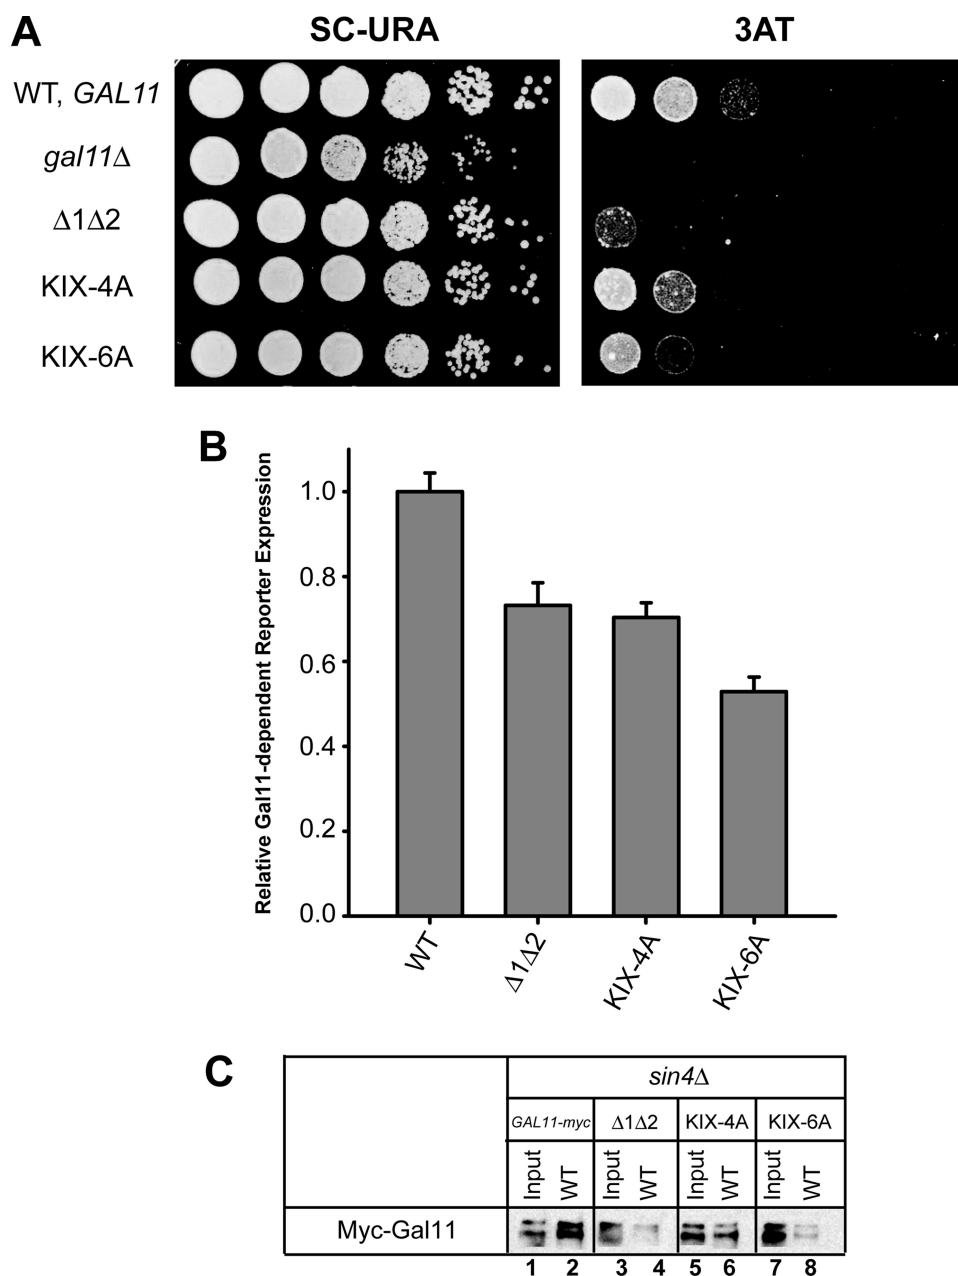 A
SC-URA 3AT
WT, GAL11
gal11Δ
Δ1Δ2
KIX-4A
KIX-6A
B
Relative Gal11-dependent Reporter Expression
1.0
0.8
0.6
0.4
0.2
0.0
WT Δ1Δ2 KIX-4A KIX-6A
C
sin4Δ
GAL11-myc Δ1Δ2 KIX-4A KIX-6A
Input WT Input WT Input WT Input WT
Myc-Gal11
1 2 3 4 5 6 7 8